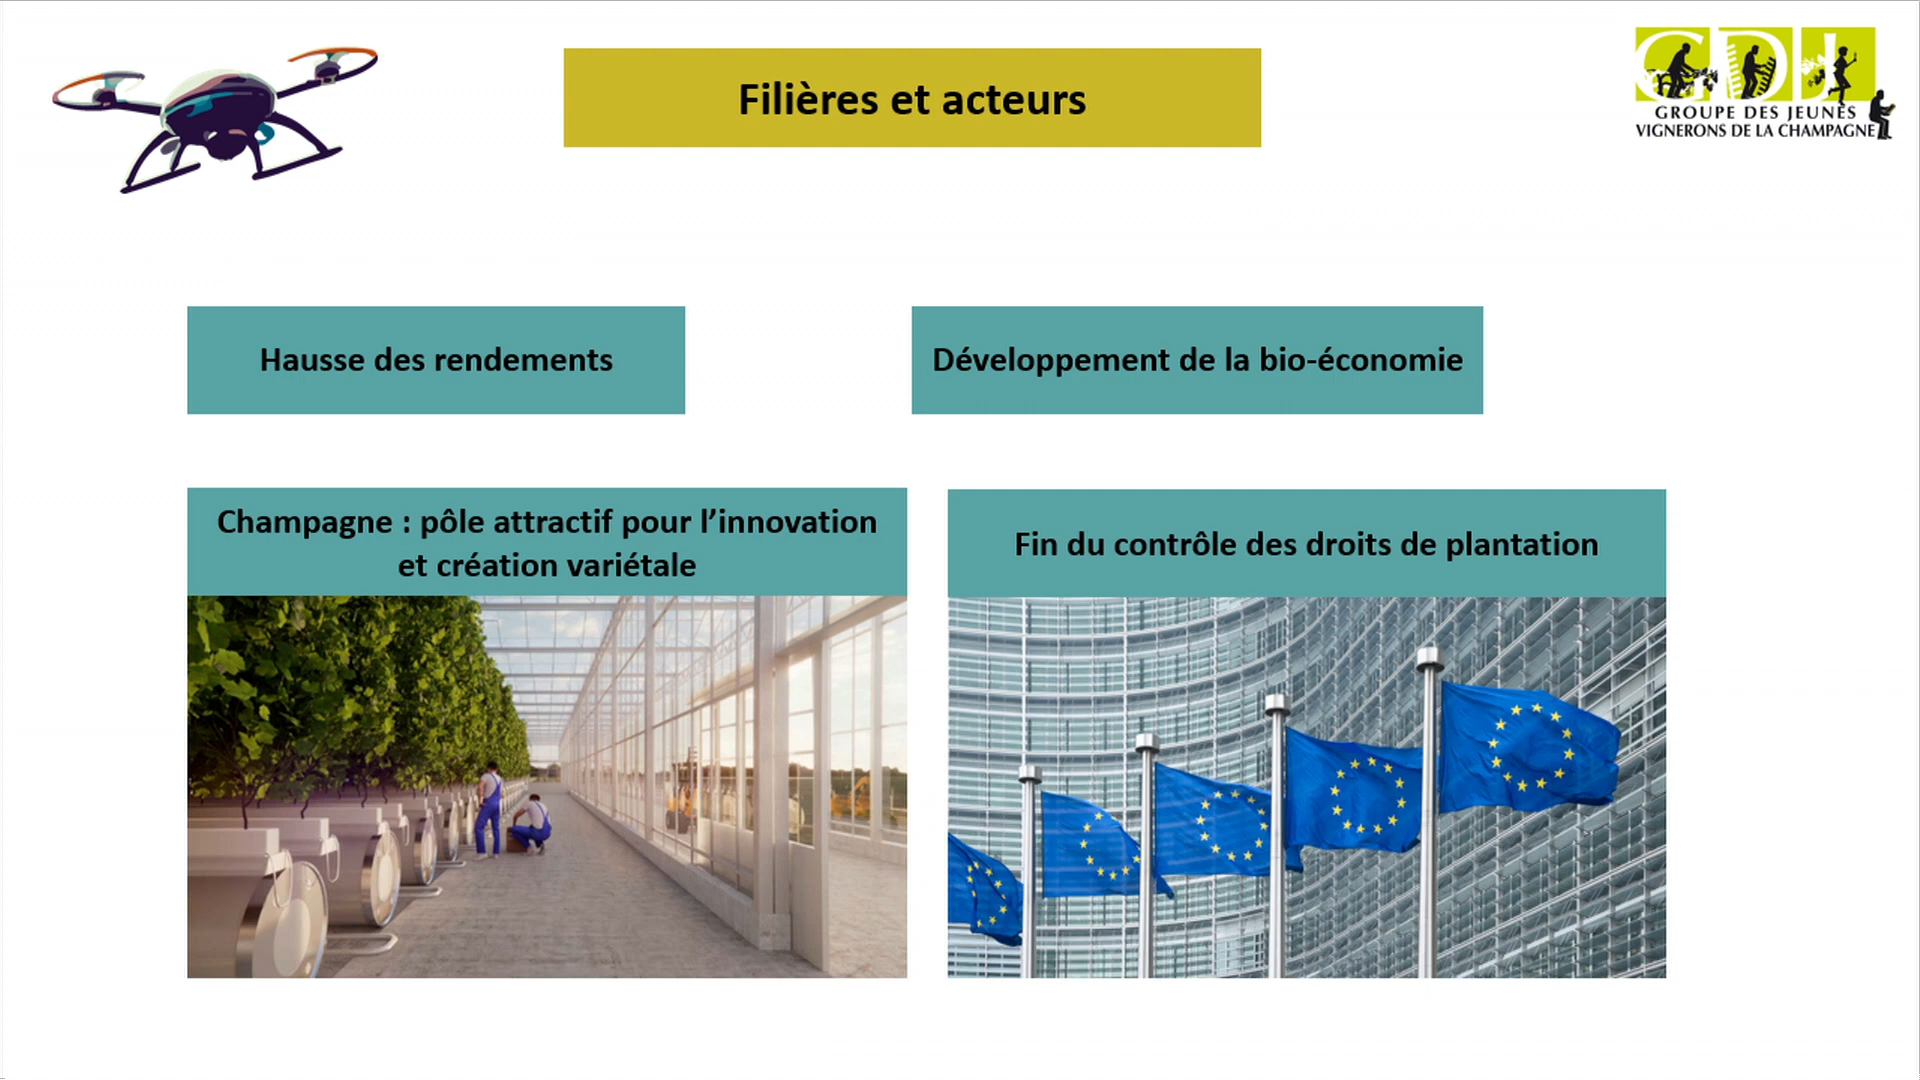 Filières et acteurs
GDJ
GROUPE DES JEUNES
VIGNERONS DE LA CHAMPAGNE
Hausse des rendements
Développement de la bio-économie
Champagne : pôle attractif pour l’innovation
et création variétale
Fin du contrôle des droits de plantation